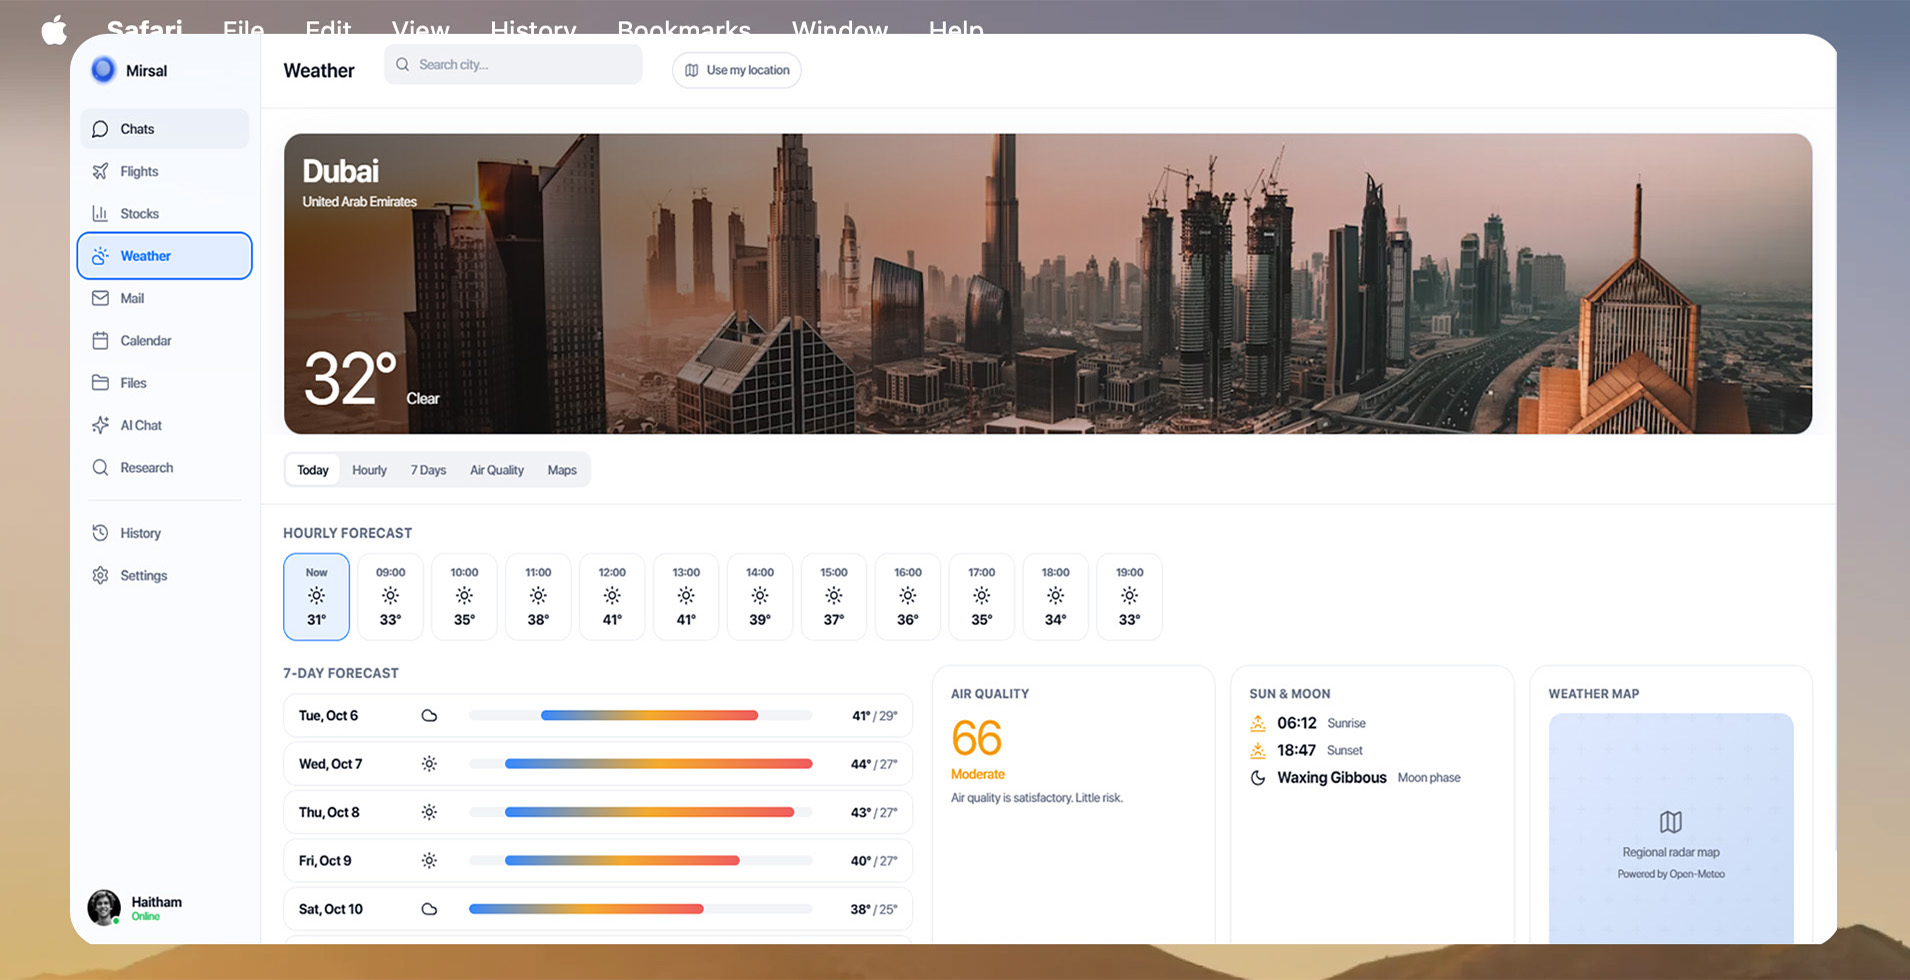 Safari File Edit View History Bookmarks Window Help
Mirsal
Chats
Flights
Stocks
Weather
Mail
Calendar
Files
AI Chat
Research
History
Settings
Haitham
Online
Weather
Search city...
Use my location
Dubai
United Arab Emirates
32° Clear
Today Hourly 7 Days Air Quality Maps
HOURLY FORECAST
Now 09:00 10:00 11:00 12:00 13:00 14:00 15:00 16:00 17:00 18:00 19:00
31° 33° 35° 38° 41° 41° 39° 37° 36° 35° 34° 33°
7-DAY FORECAST
Tue, Oct 6 41° / 29°
Wed, Oct 7 44° / 27°
Thu, Oct 8 43° / 27°
Fri, Oct 9 40° / 27°
Sat, Oct 10 38° / 25°
AIR QUALITY
66
Moderate
Air quality is satisfactory. Little risk.
SUN & MOON
06:12 Sunrise
18:47 Sunset
Waxing Gibbous Moon phase
WEATHER MAP
Regional radar map
Powered by Open-Meteo